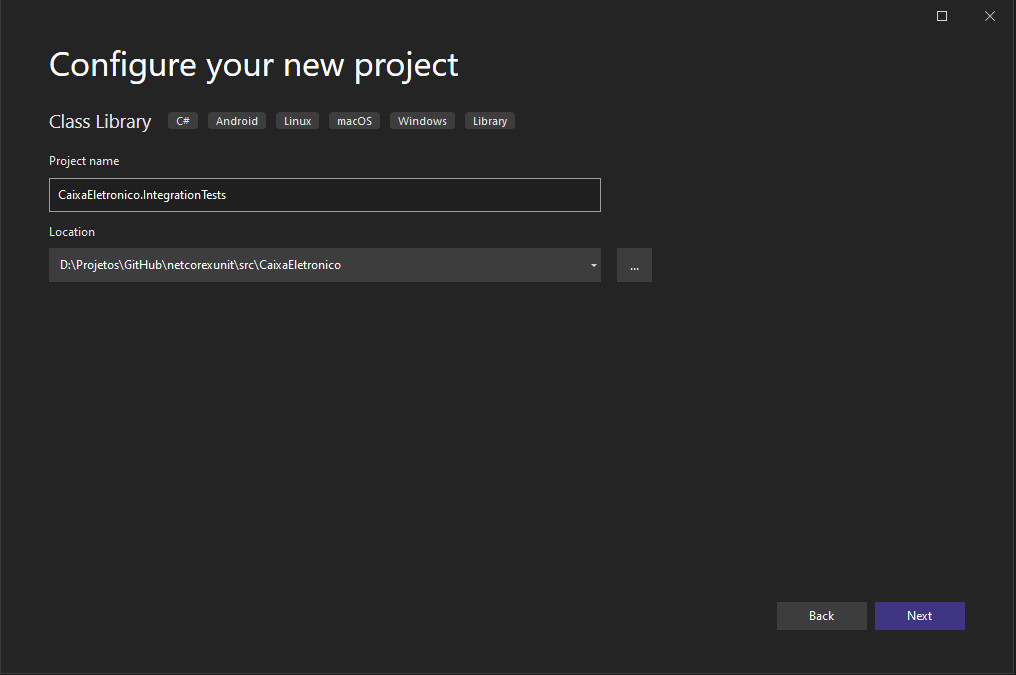 Configure your new project
Class Library C# Android Linux macOS Windows Library
Project name
CaixaEletronico.IntegrationTests
Location
D:\Projetos\GitHub\netcorexunit\src\CaixaEletronico ...
Back Next